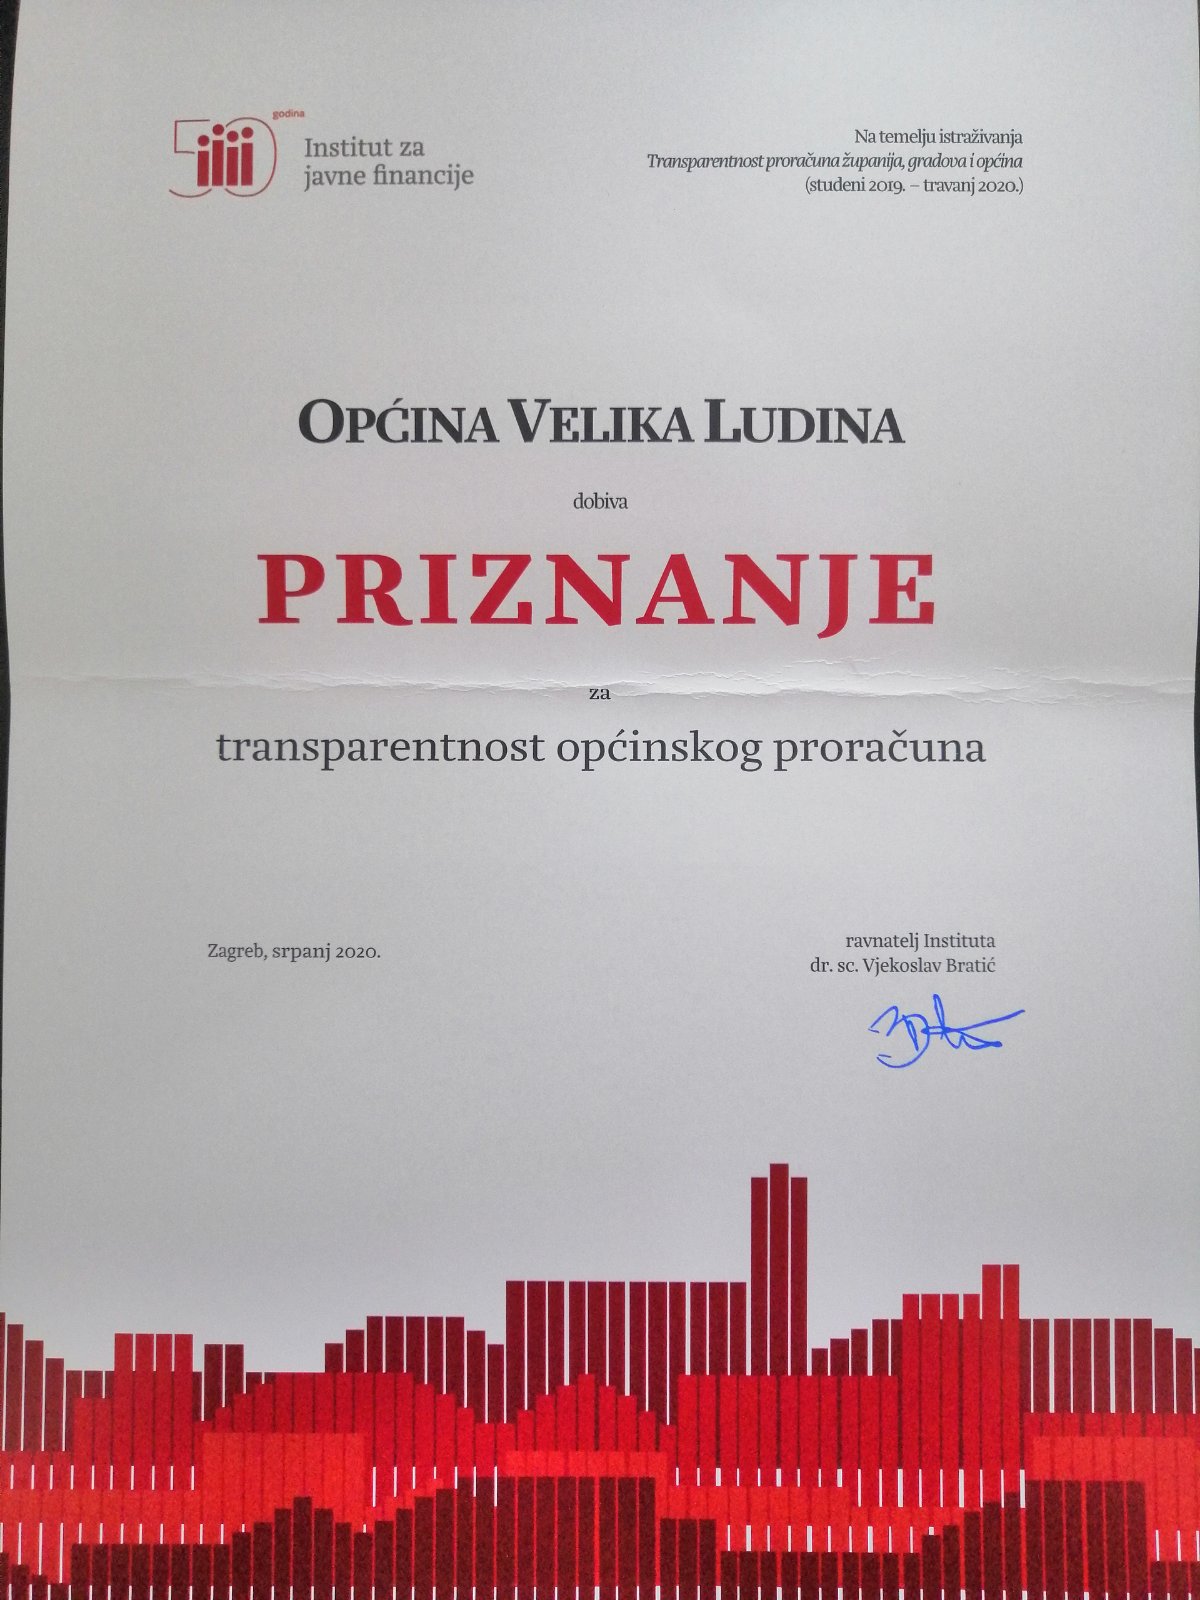 50 godina
Institut za
javne financije
Na temelju istraživanja
Transparentnost proračuna županija, gradova i općina
(studeni 2019. – travanj 2020.)
OPĆINA VELIKA LUDINA
dobiva
PRIZNANJE
za
transparentnost općinskog proračuna
Zagreb, srpanj 2020.
ravnatelj Instituta
dr. sc. Vjekoslav Bratić